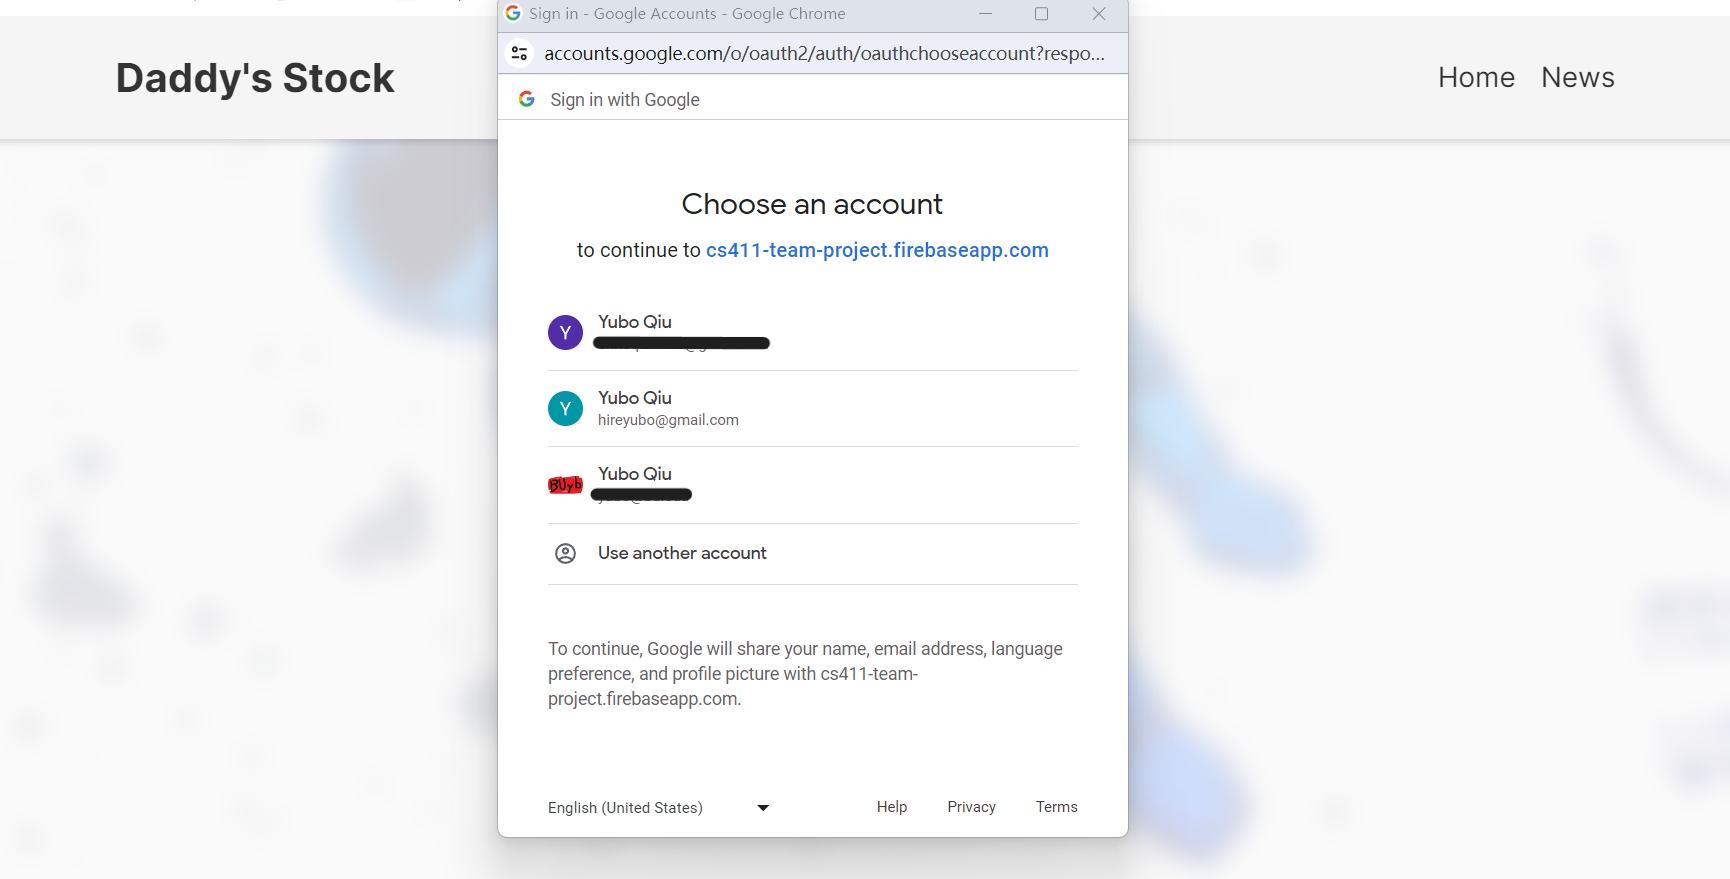 Sign in - Google Accounts - Google Chrome
accounts.google.com/o/oauth2/auth/oauthchooseaccount?respo...
Daddy's Stock
Home News
Sign in with Google
Choose an account
to continue to cs411-team-project.firebaseapp.com
Y
Yubo Qiu
Y
Yubo Qiu
hireyubo@gmail.com
BUyb
Yubo Qiu
Use another account
To continue, Google will share your name, email address, language
preference, and profile picture with cs411-team-
project.firebaseapp.com.
English (United States)
Help Privacy Terms